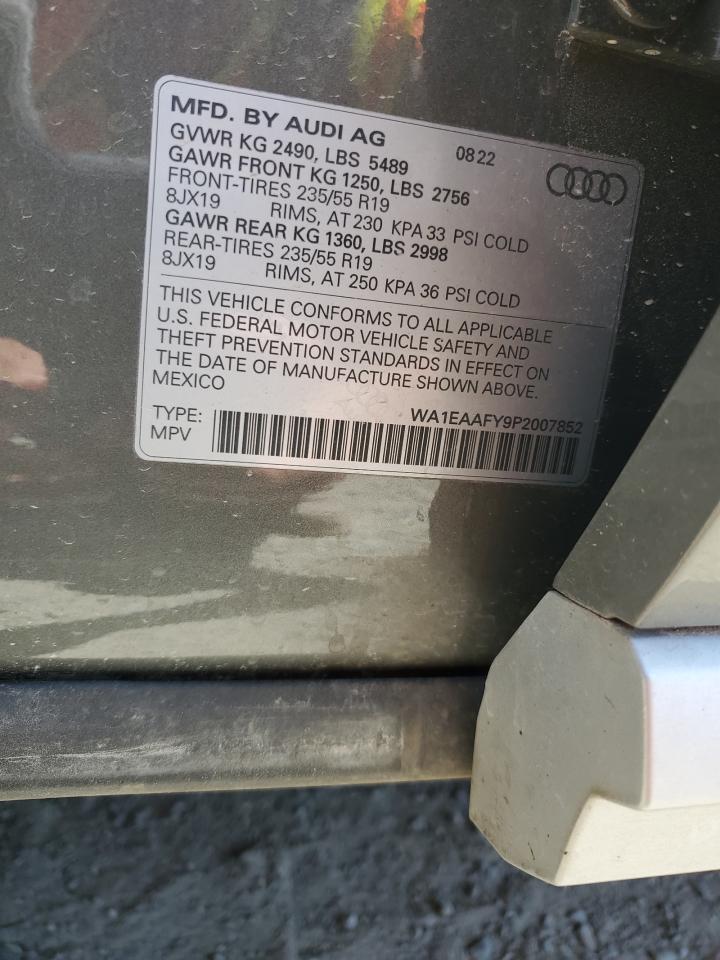 MFD. BY AUDI AG 0822
GVWR KG 2490, LBS 5489
GAWR FRONT KG 1250, LBS 2756
FRONT-TIRES 235/55 R19
8JX19 RIMS, AT 230 KPA 33 PSI COLD
GAWR REAR KG 1360, LBS 2998
REAR-TIRES 235/55 R19
8JX19 RIMS, AT 250 KPA 36 PSI COLD
THIS VEHICLE CONFORMS TO ALL APPLICABLE
U.S. FEDERAL MOTOR VEHICLE SAFETY AND
THEFT PREVENTION STANDARDS IN EFFECT ON
THE DATE OF MANUFACTURE SHOWN ABOVE.
MEXICO
WA1EAAFY9P2007852
TYPE:
MPV